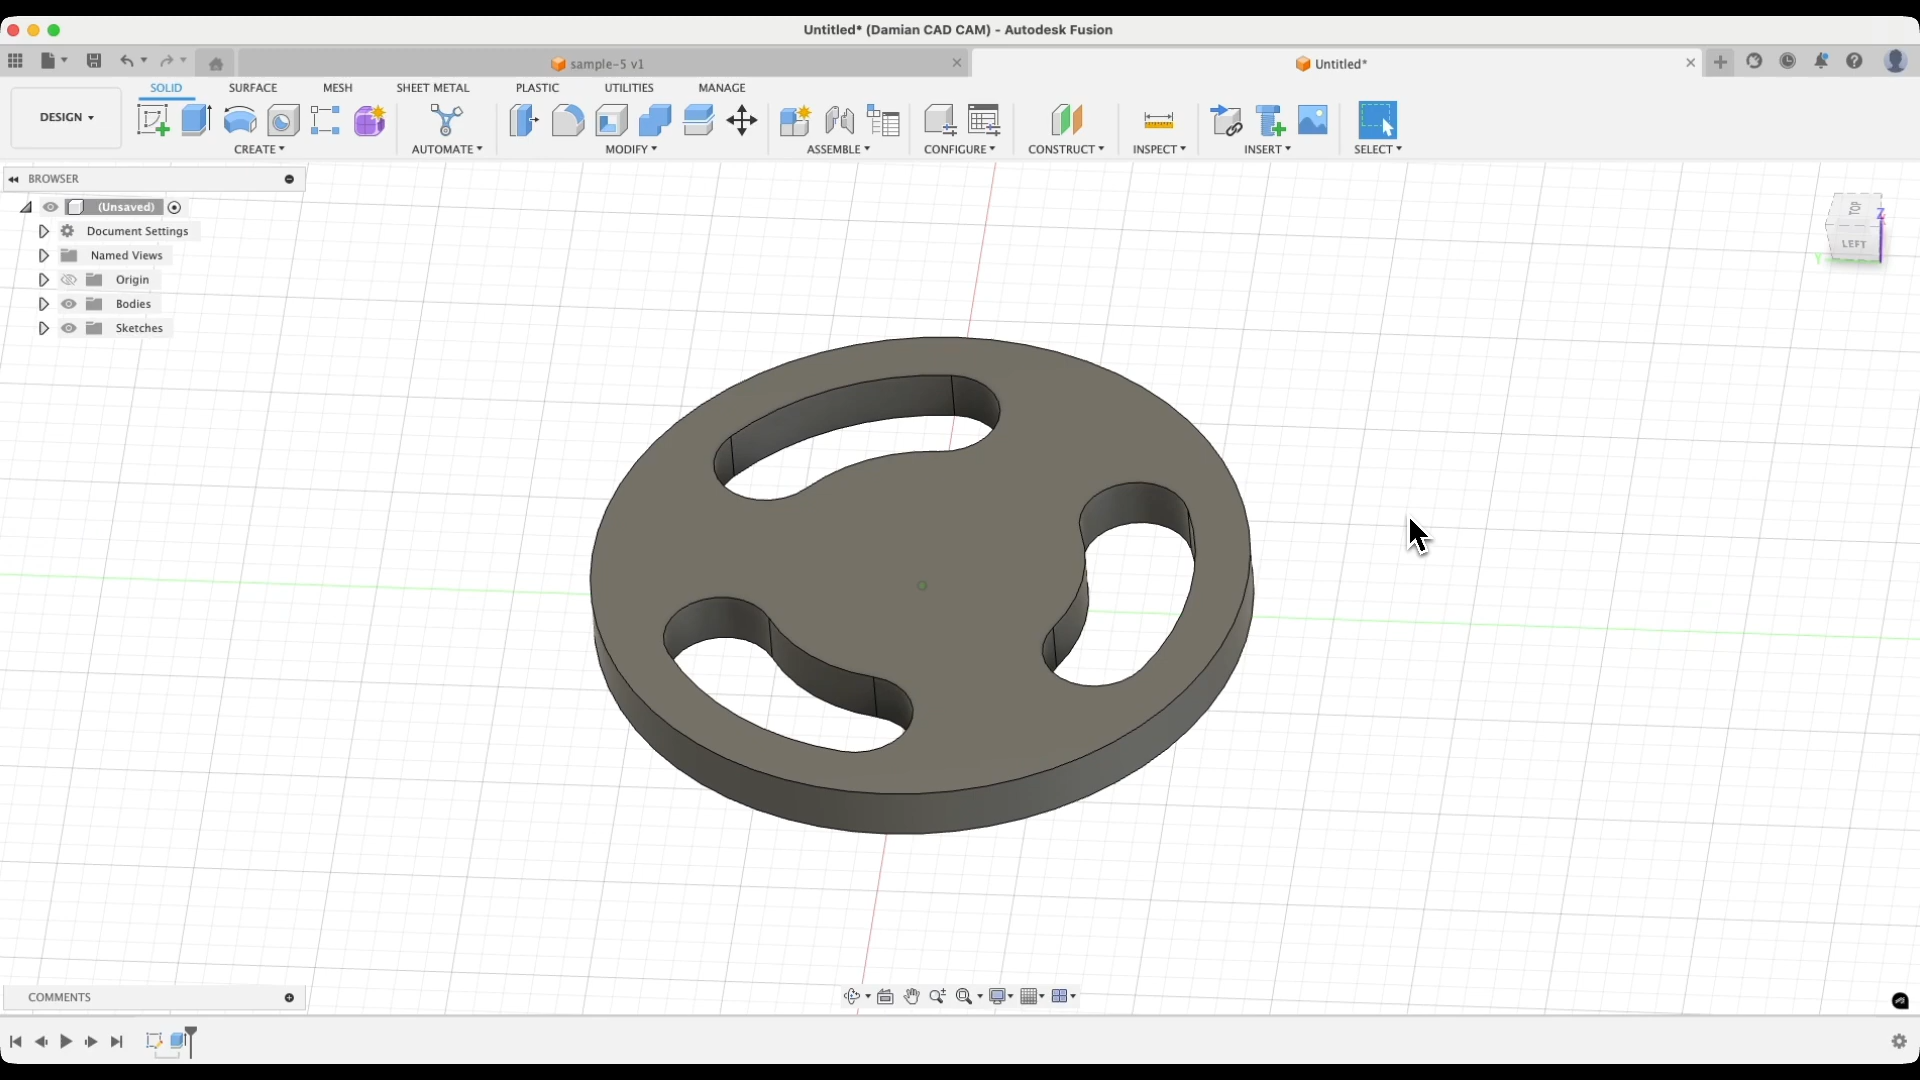 Untitled* (Damian CAD CAM) - Autodesk Fusion
sample-5 v1
Untitled*
SOLID SURFACE MESH SHEET METAL PLASTIC UTILITIES MANAGE
DESIGN
CREATE AUTOMATE MODIFY ASSEMBLE CONFIGURE CONSTRUCT INSPECT INSERT SELECT
BROWSER
(Unsaved)
Document Settings
Named Views
Origin
Bodies
Sketches
TOP
LEFT
Z
Y
COMMENTS